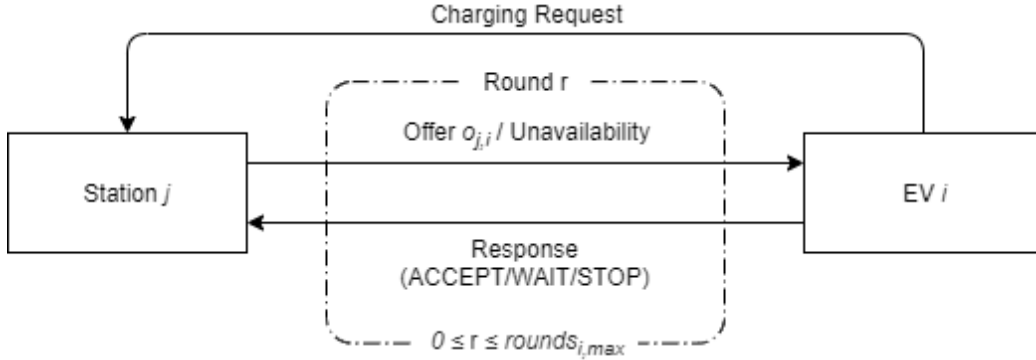 Charging Request
Round r
Offer o_{j,i} / Unavailability
Station j
EV i
Response
(ACCEPT/WAIT/STOP)
0 ≤ r ≤ rounds_{i,max}